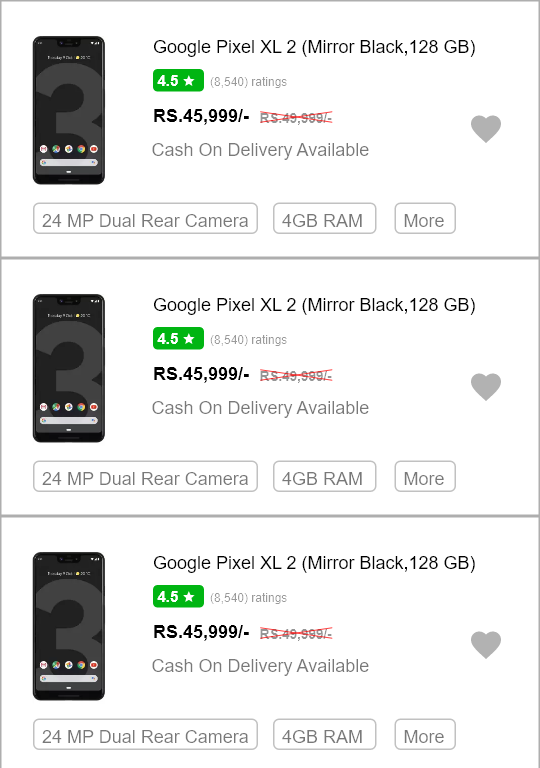 Google Pixel XL 2 (Mirror Black,128 GB)
4.5 ★ (8,540) ratings
RS.45,999/- RS.49,999/-
Cash On Delivery Available
24 MP Dual Rear Camera 4GB RAM More
Google Pixel XL 2 (Mirror Black,128 GB)
4.5 ★ (8,540) ratings
RS.45,999/- RS.49,999/-
Cash On Delivery Available
24 MP Dual Rear Camera 4GB RAM More
Google Pixel XL 2 (Mirror Black,128 GB)
4.5 ★ (8,540) ratings
RS.45,999/- RS.49,999/-
Cash On Delivery Available
24 MP Dual Rear Camera 4GB RAM More